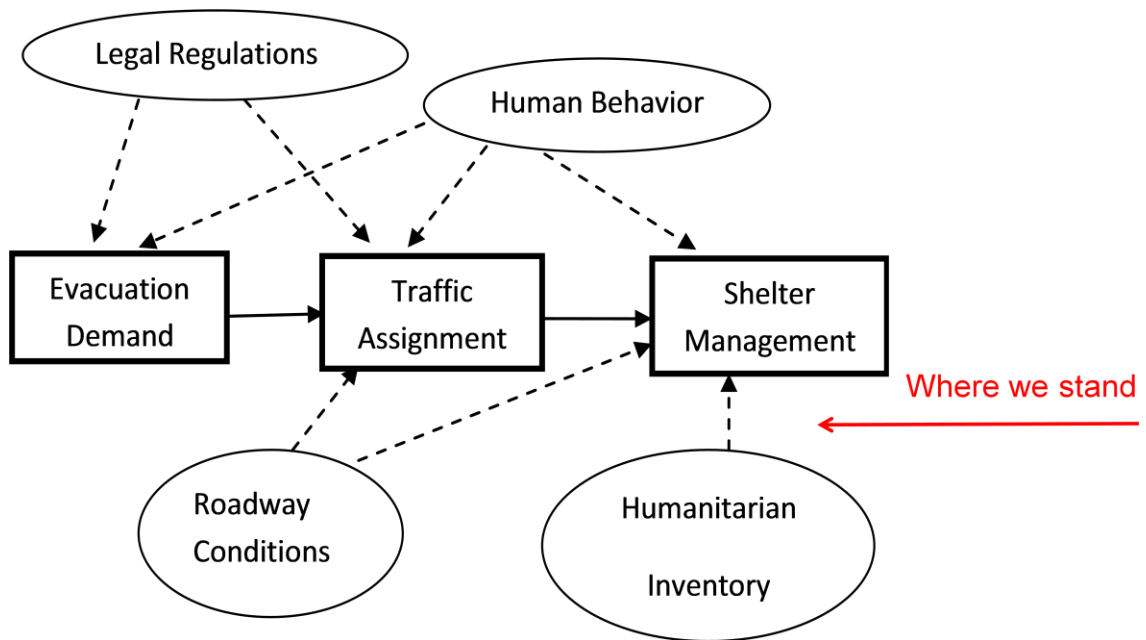 Legal Regulations
Human Behavior
Evacuation
Demand
Traffic
Assignment
Shelter
Management
Where we stand
Roadway
Conditions
Humanitarian
Inventory